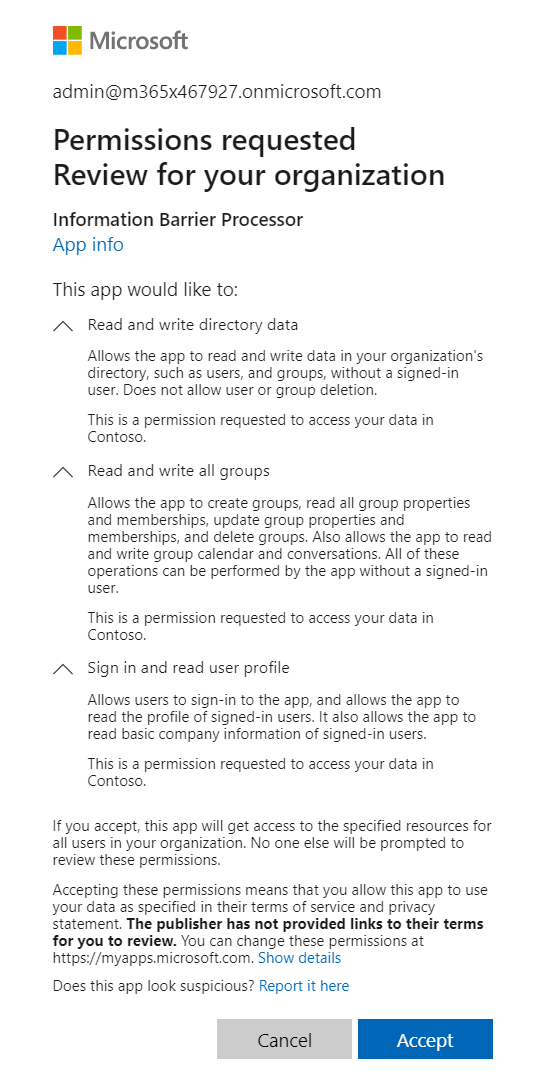 Microsoft
admin@m365x467927.onmicrosoft.com
Permissions requested
Review for your organization
Information Barrier Processor
App info
This app would like to:
Read and write directory data
Allows the app to read and write data in your organization's
directory, such as users, and groups, without a signed-in
user. Does not allow user or group deletion.
This is a permission requested to access your data in
Contoso.
Read and write all groups
Allows the app to create groups, read all group properties
and memberships, update group properties and
memberships, and delete groups. Also allows the app to read
and write group calendar and conversations. All of these
operations can be performed by the app without a signed-in
user.
This is a permission requested to access your data in
Contoso.
Sign in and read user profile
Allows users to sign-in to the app, and allows the app to
read the profile of signed-in users. It also allows the app to
read basic company information of signed-in users.
This is a permission requested to access your data in
Contoso.
If you accept, this app will get access to the specified resources for
all users in your organization. No one else will be prompted to
review these permissions.
Accepting these permissions means that you allow this app to use
your data as specified in their terms of service and privacy
statement. The publisher has not provided links to their terms
for you to review. You can change these permissions at
https://myapps.microsoft.com. Show details
Does this app look suspicious? Report it here
Cancel Accept